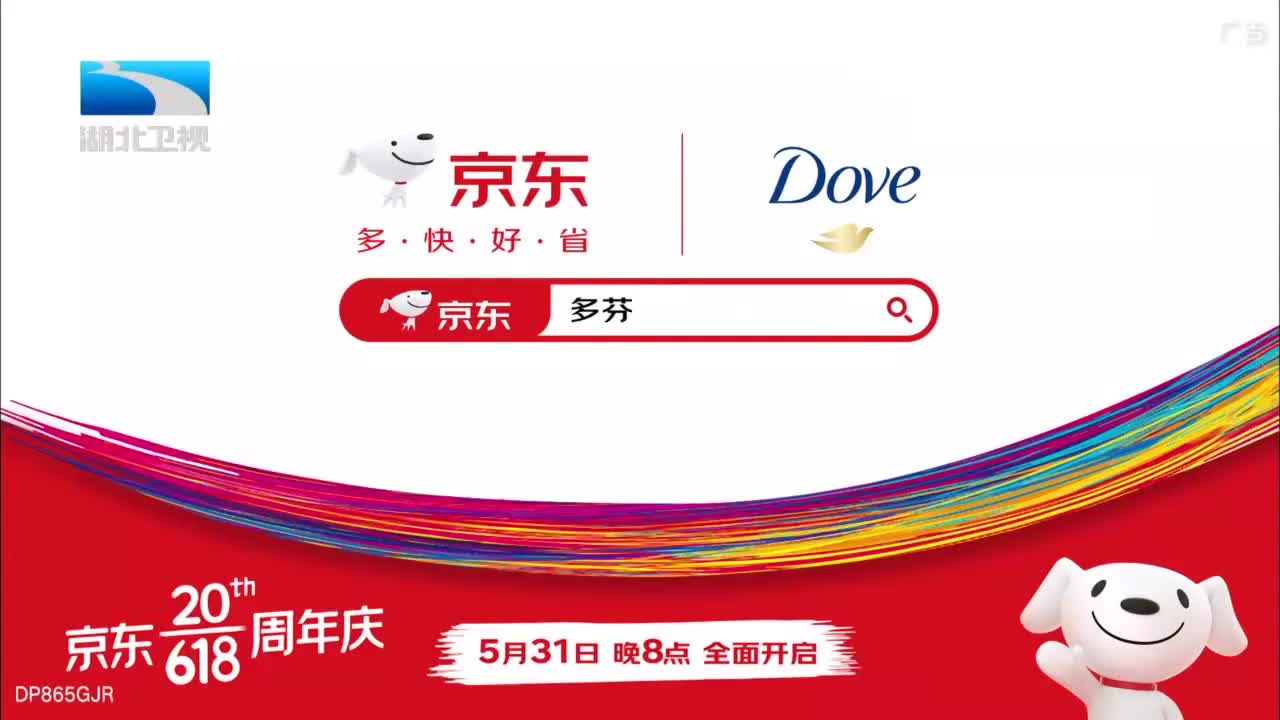 广告
湖北卫视
京东
多·快·好·省
Dove
京东
多芬
京东 20th 618 周年庆
5月31日 晚8点 全面开启
DP865GJR